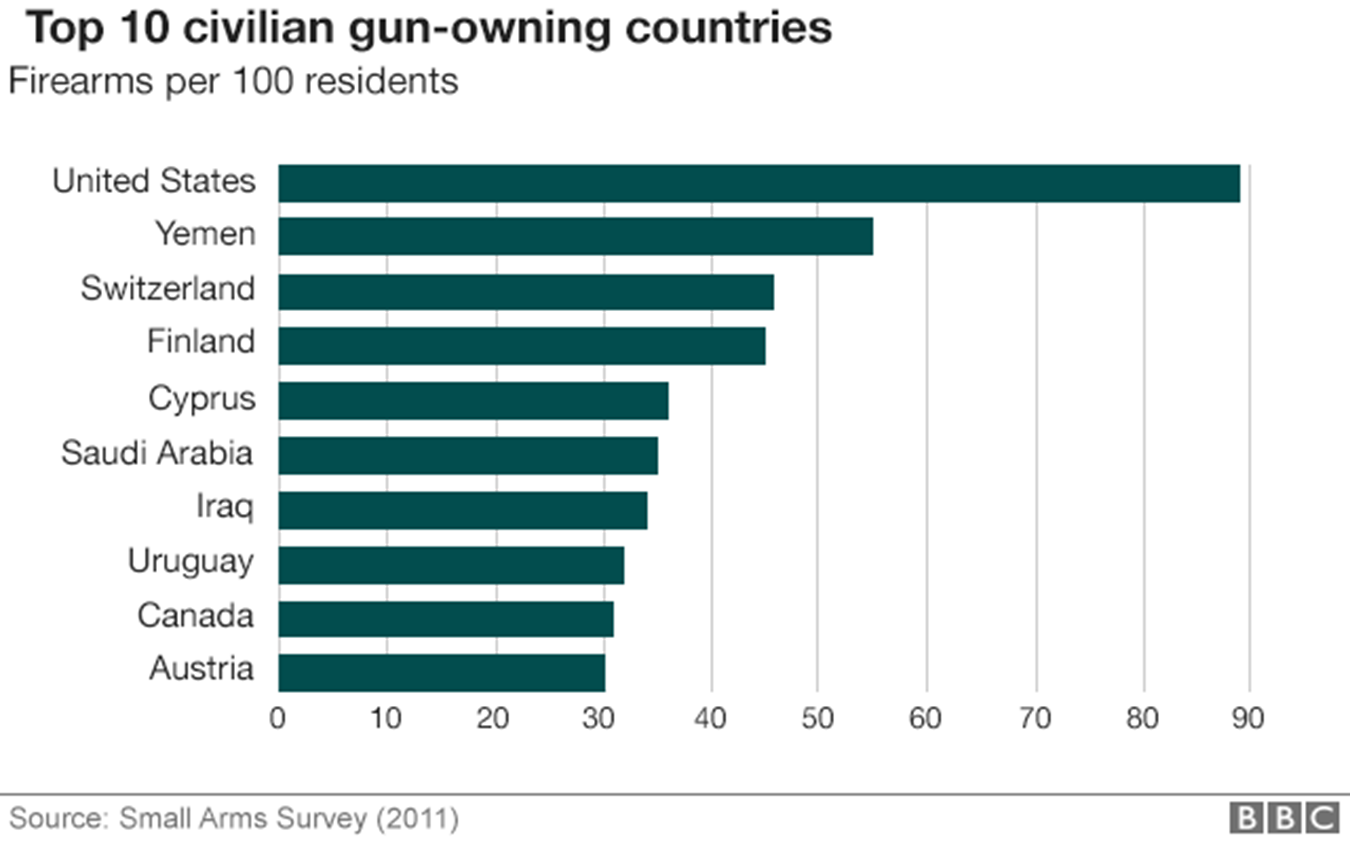 Top 10 civilian gun-owning countries
Firearms per 100 residents
United States
Yemen
Switzerland
Finland
Cyprus
Saudi Arabia
Iraq
Uruguay
Canada
Austria
0 10 20 30 40 50 60 70 80 90
Source: Small Arms Survey (2011)
BBC